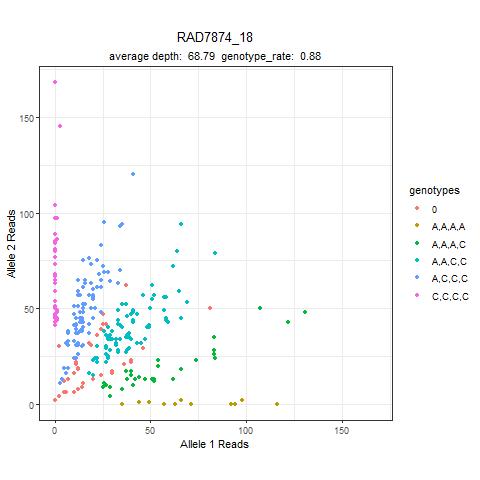 RAD7874_18
average depth:  68.79  genotype_rate:  0.88
Allele 2 Reads
150
100
50
0
0
50
100
150
Allele 1 Reads
genotypes
0
A,A,A,A
A,A,A,C
A,A,C,C
A,C,C,C
C,C,C,C